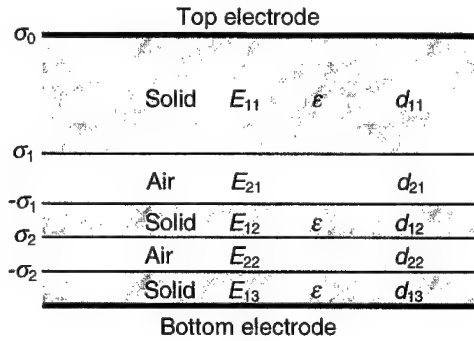 Top electrode
σ₀
Solid E₁₁ ε d₁₁
σ₁
Air E₂₁ d₂₁
-σ₁
Solid E₁₂ ε d₁₂
σ₂
Air E₂₂ d₂₂
-σ₂
Solid E₁₃ ε d₁₃
Bottom electrode